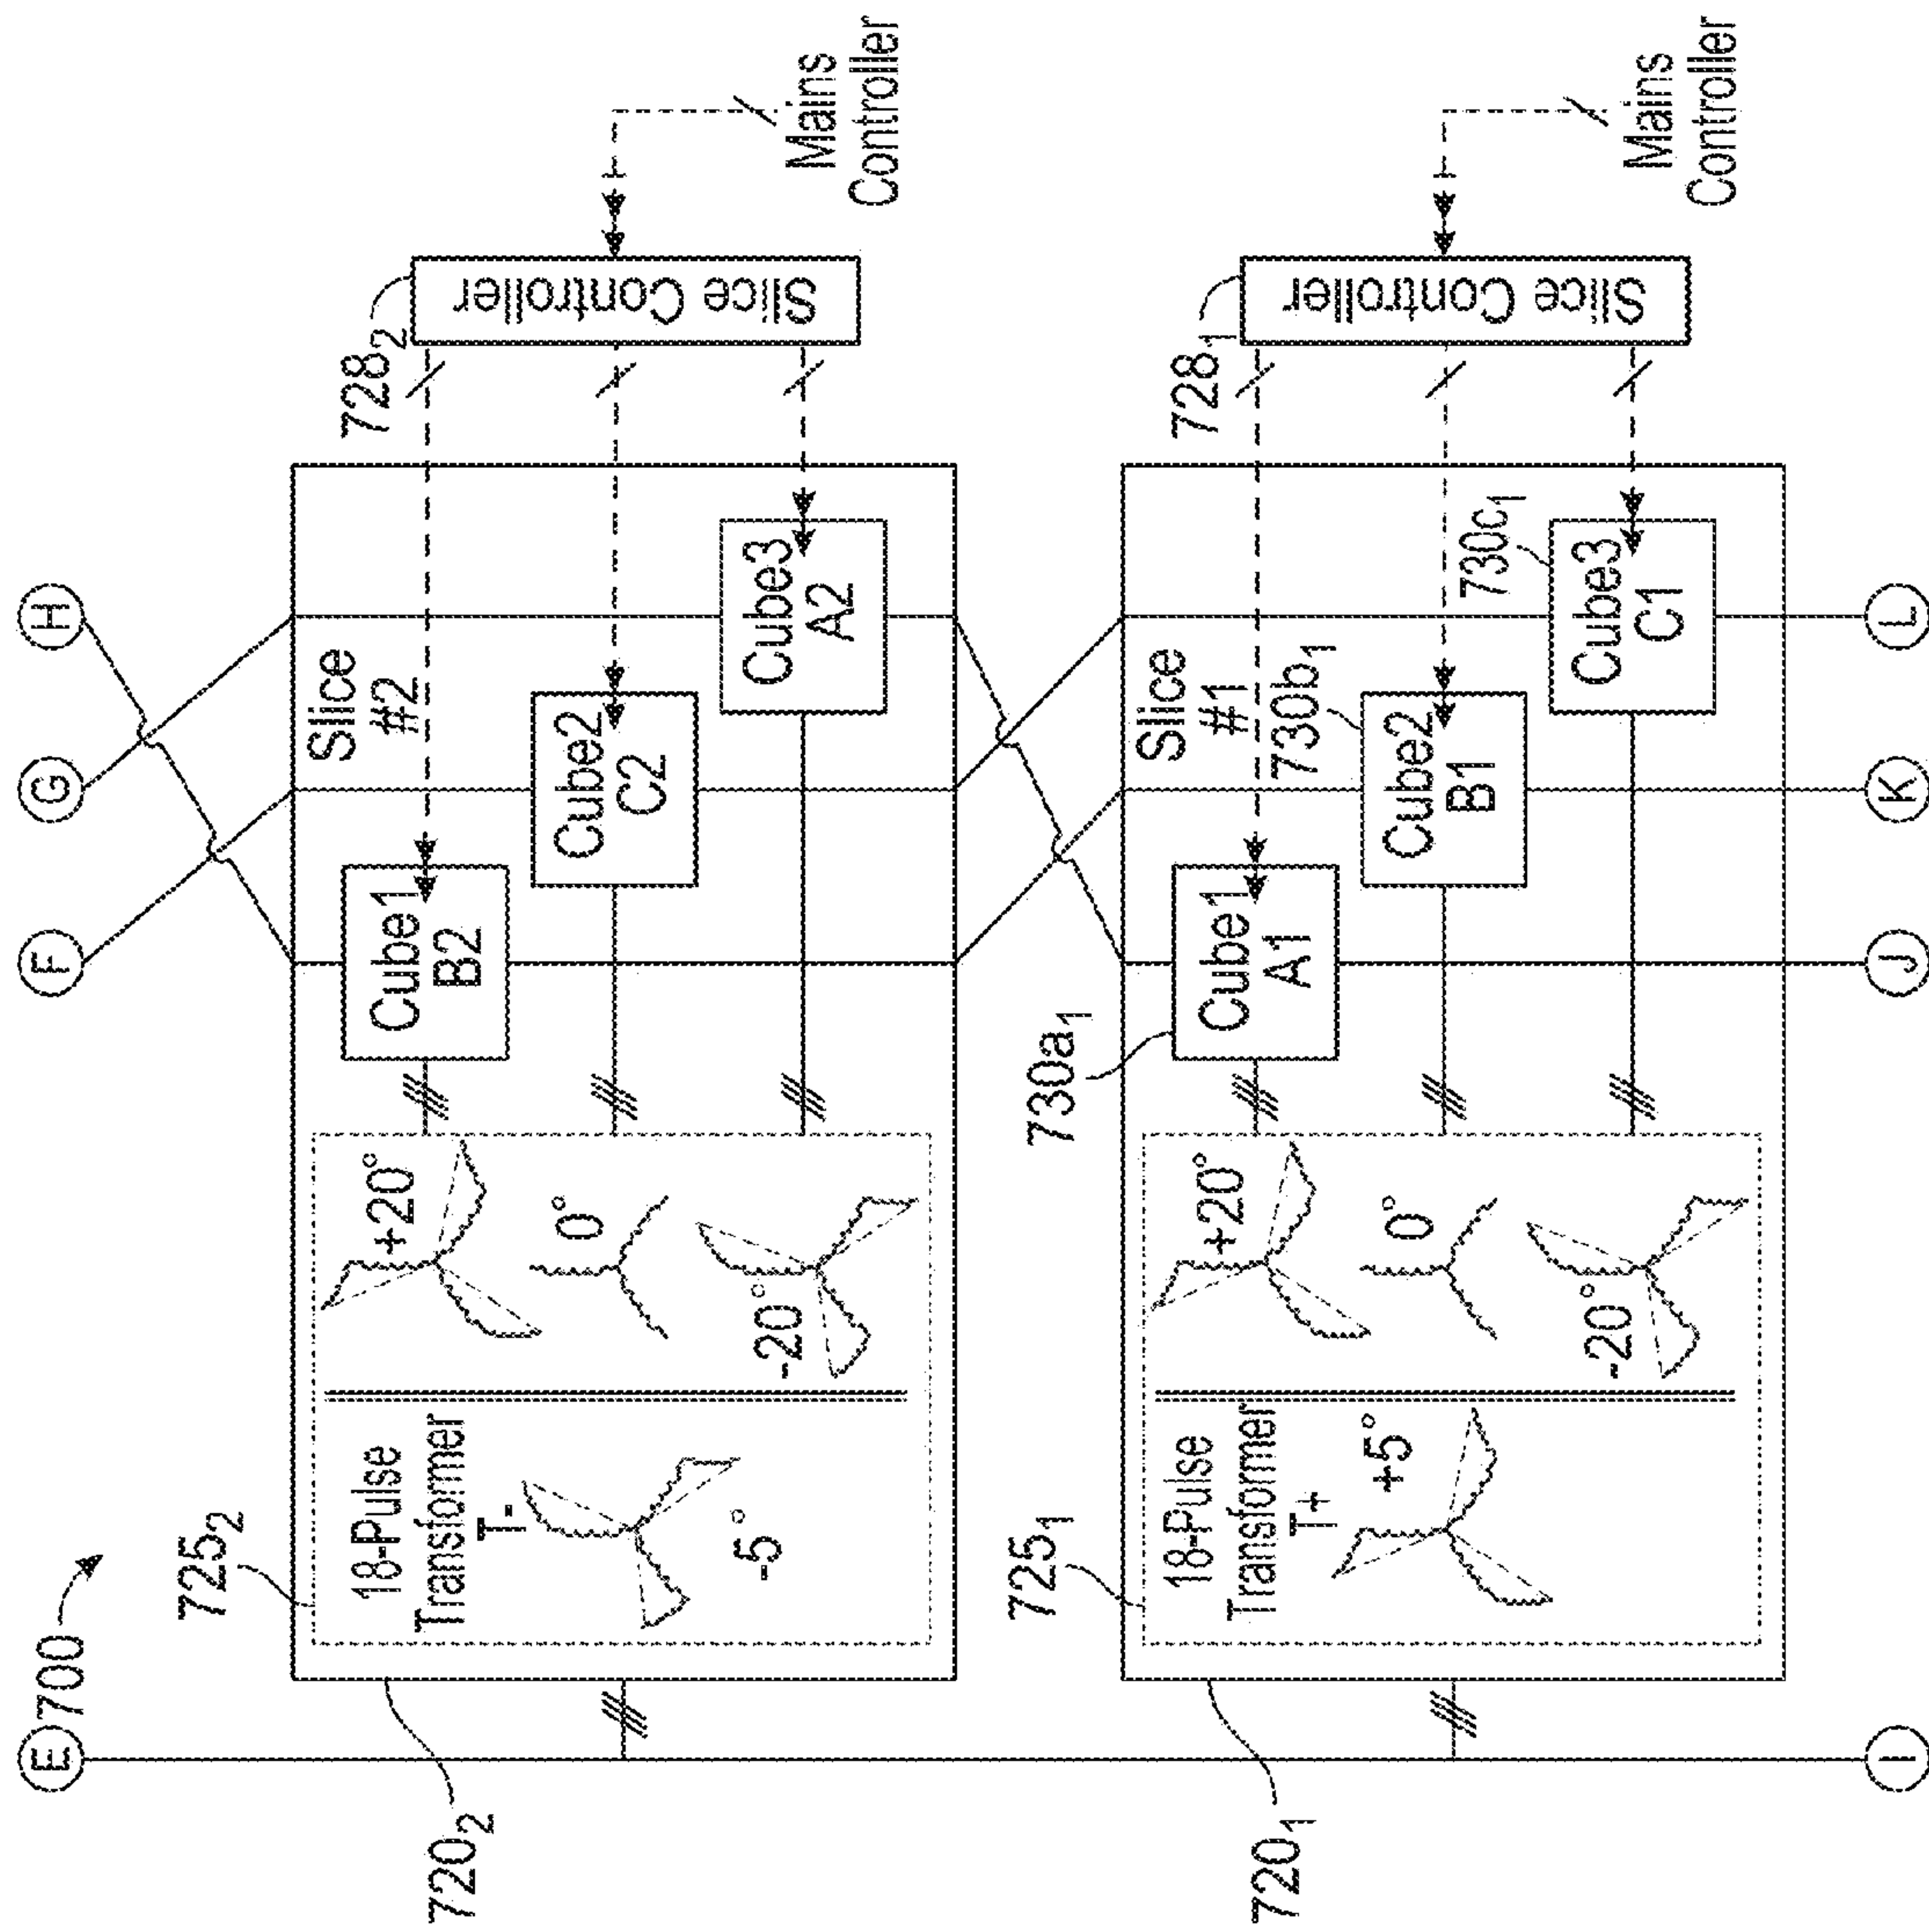 700
E
F
G
H
720₂
725₂
18-Pulse
Transformer
T-
-5°
+20°
0°
-20°
Slice
#2
Cube1
B2
Cube2
C2
Cube3
A2
728₂
Slice Controller
Mains
Controller
720₁
725₁
18-Pulse
Transformer
T+
+5°
+20°
0°
-20°
Slice
#1
730a₁
Cube1
A1
730b₁
Cube2
B1
730c₁
Cube3
C1
728₁
Slice Controller
Mains
Controller
I
J
K
L